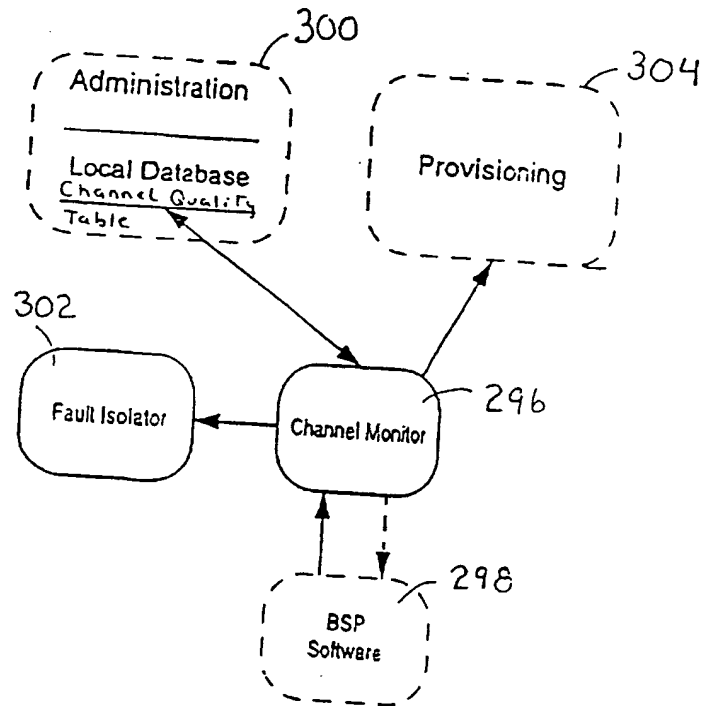 300
304
Administration
Provisioning
Local Database
Channel Quality
Table
302
Fault Isolator
Channel Monitor
296
298
BSP
Software